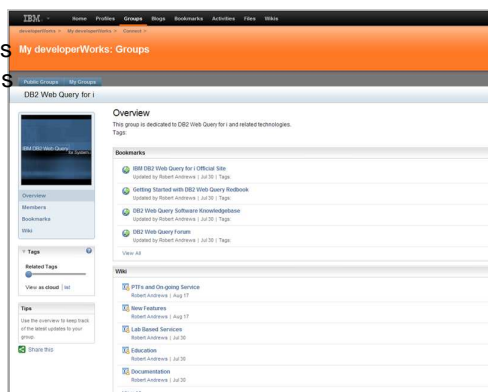 IBM.
Home Profiles Groups Blogs Bookmarks Activities Files Wikis
developerWorks My developerWorks Connect
S
My developerWorks: Groups
S
Public Groups My Groups
DB2 Web Query for i
IBM DB2 Web Query
for System i
Overview
Members
Bookmarks
Wiki
Tags
Related Tags
View as cloud | list
Tips
Use the overview to keep track
of the latest updates to your
group.
Share this
Overview
This group is dedicated to DB2 Web Query for i and related technologies.
Tags:
Bookmarks
IBM DB2 Web Query for i Official Site
Updated by Robert Andrews | Jul 30 | Tags:
Getting Started with DB2 Web Query Redbook
Updated by Robert Andrews | Jul 30 | Tags:
DB2 Web Query Software Knowledgebase
Updated by Robert Andrews | Jul 30 | Tags:
DB2 Web Query Forum
Updated by Robert Andrews | Jul 30 | Tags:
View All
Wiki
PTFs and On-going Service
Robert Andrews | Aug 17
New Features
Robert Andrews | Aug 17
Lab Based Services
Robert Andrews | Jul 30
Education
Robert Andrews | Jul 30
Documentation
Robert Andrews | Jul 30